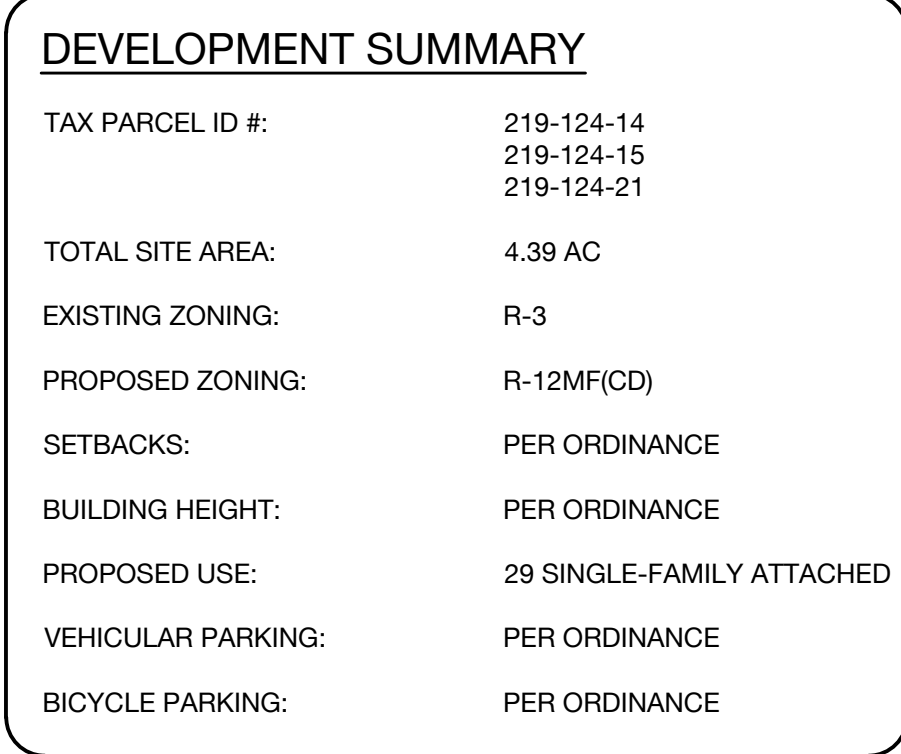 DEVELOPMENT SUMMARY
TAX PARCEL ID #: 219-124-14
219-124-15
219-124-21
TOTAL SITE AREA: 4.39 AC
EXISTING ZONING: R-3
PROPOSED ZONING: R-12MF(CD)
SETBACKS: PER ORDINANCE
BUILDING HEIGHT: PER ORDINANCE
PROPOSED USE: 29 SINGLE-FAMILY ATTACHED
VEHICULAR PARKING: PER ORDINANCE
BICYCLE PARKING: PER ORDINANCE